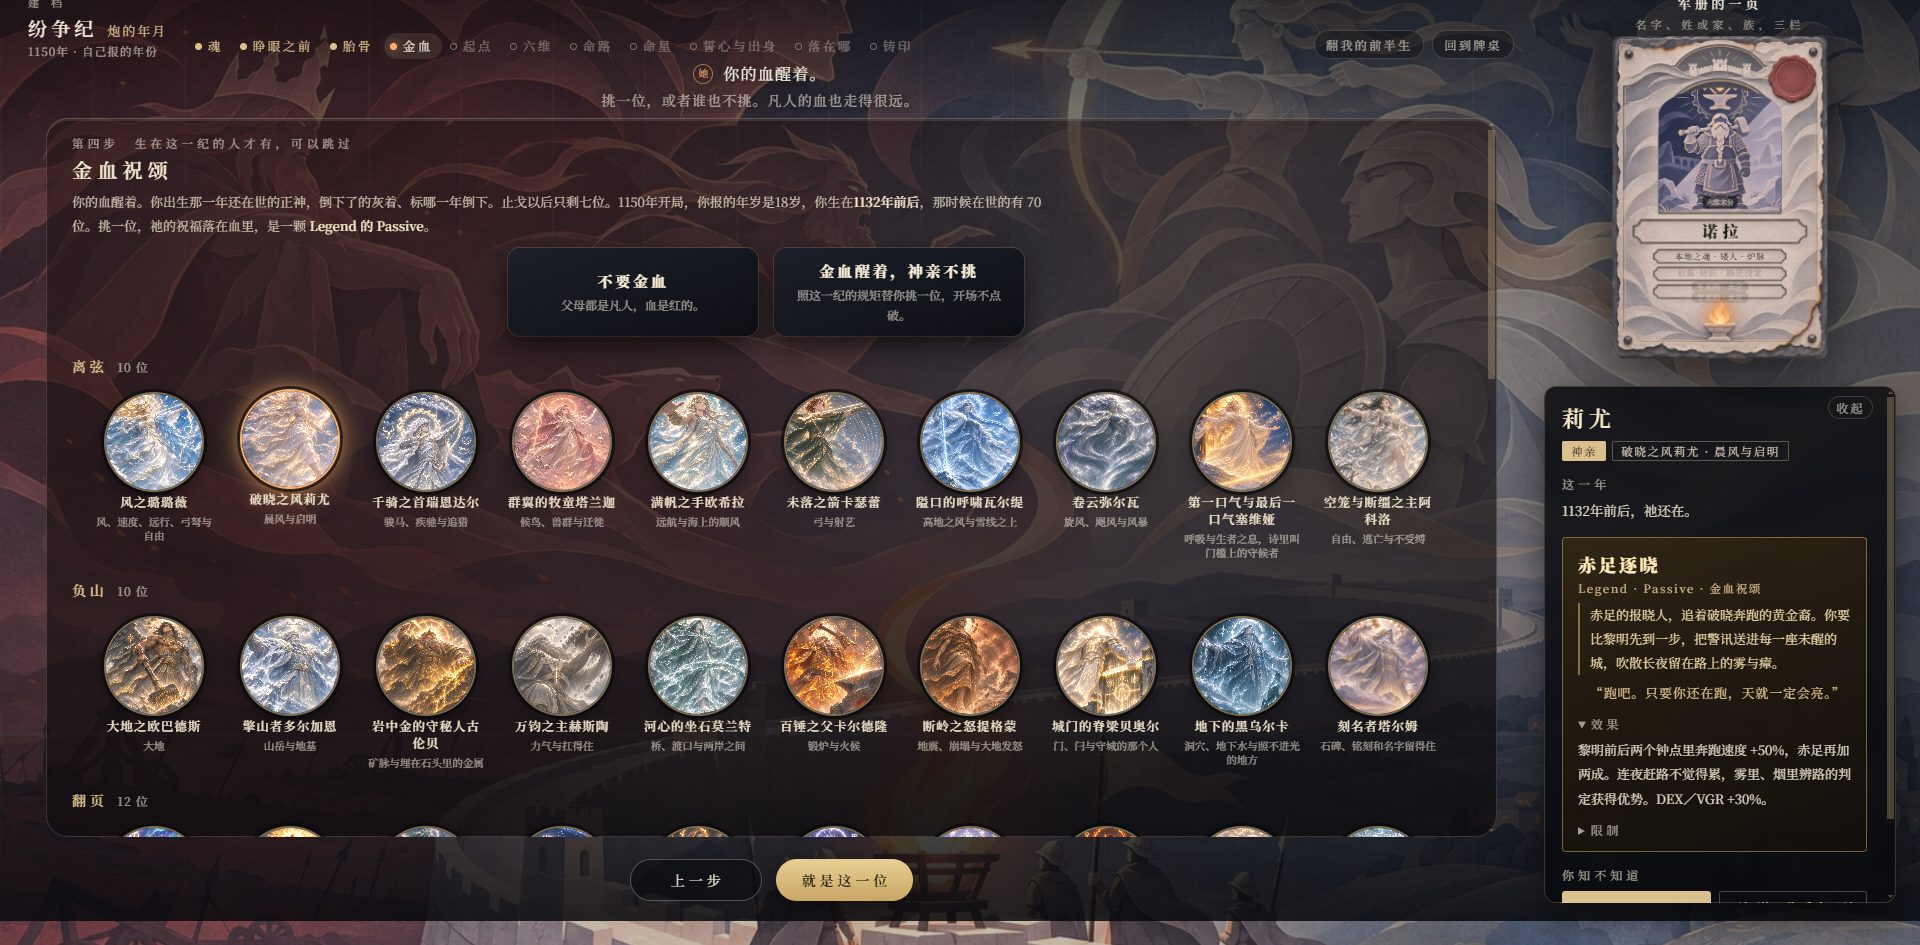 建 档
纷争纪 炮的年月
1150年 · 自己报的年份
魂 睁眼之前 胎骨 金血 起点 六维 命路 命星 誓心与出身 落在哪 铸印
翻我的前半生 回到牌桌
她 你的血醒着。
挑一位，或者谁也不挑。凡人的血也走得很远。
第四步 生在这一纪的人才有，可以跳过
金血祝颂
你的血醒着。你出生那一年还在世的正神，倒下了的灰着、标哪一年倒下。止戈以后只剩七位。1150年开局，你报的年岁是18岁，你生在1132年前后，那时候在世的有 70
位。挑一位，祂的祝福落在血里，是一颗 Legend 的 Passive。
不要金血
父母都是凡人，血是红的。
金血醒着，神亲不挑
照这一纪的规矩替你挑一位，开场不点
破。
离弦 10 位
风之璐璐薇
风、速度、远行、弓弩与
自由
破晓之风莉尤
晨风与启明
千骑之首瑞恩达尔
骏马、疾驰与追猎
群翼的牧童塔兰迦
候鸟、兽群与迁徙
满帆之手欧希拉
远航与海上的顺风
未落之箭卡瑟蕾
弓与射艺
隘口的呼啸瓦尔缇
高地之风与雪线之上
卷云弥尔瓦
旋风、飓风与风暴
第一口气与最后一
口气塞维娅
呼吸与生者之息，诗里叫
门槛上的守候者
空笼与断缰之主阿
科洛
自由、逃亡与不受缚
负山 10 位
大地之欧巴德斯
大地
擎山者多尔加恩
山岳与地基
岩中金的守秘人古
伦贝
矿脉与埋在石头里的金属
万钧之主赫斯陶
力气与扛得住
河心的坐石莫兰特
桥、渡口与两岸之间
百锤之父卡尔德隆
锻炉与火候
断岭之怒提格蒙
地震、崩塌与大地发怒
城门的脊梁贝奥尔
门、闩与守城的那个人
地下的黑乌尔卡
洞穴、地下水与照不进光
的地方
刻名者塔尔姆
石碑、铭刻和名字留得住
翻页 12 位
上一步 就是这一位
军册的一页
名字、姓或家、族，三栏
诺拉
本地之魂 · 矮人 · 炉脉
收起
莉尤
神亲 破晓之风莉尤 · 晨风与启明
这一年
1132年前后，祂还在。
赤足逐晓
Legend · Passive · 金血祝颂
赤足的报晓人，追着破晓奔跑的黄金裔。你要
比黎明先到一步，把警讯送进每一座未醒的
城，吹散长夜留在路上的雾与瘴。
“跑吧。只要你还在跑，天就一定会亮。”
▾ 效果
黎明前后两个钟点里奔跑速度 +50%，赤足再加
两成。连夜赶路不觉得累，雾里、烟里辨路的判
定获得优势。DEX／VGR +30%。
▸ 限制
你知不知道